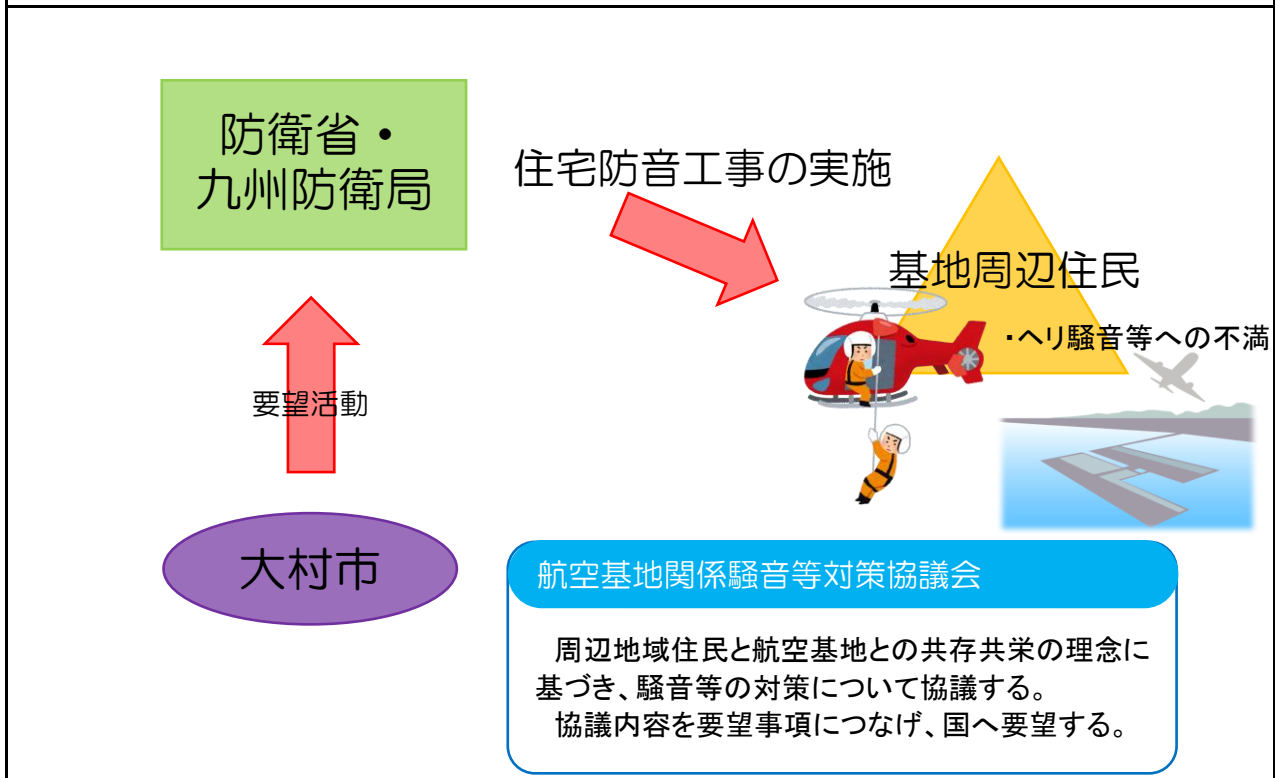 防衛省・
九州防衛局
住宅防音工事の実施
基地周辺住民
・ヘリ騒音等への不満
要望活動
大村市
航空基地関係騒音等対策協議会
周辺地域住民と航空基地との共存共栄の理念に
基づき、騒音等の対策について協議する。
協議内容を要望事項につなげ、国へ要望する。